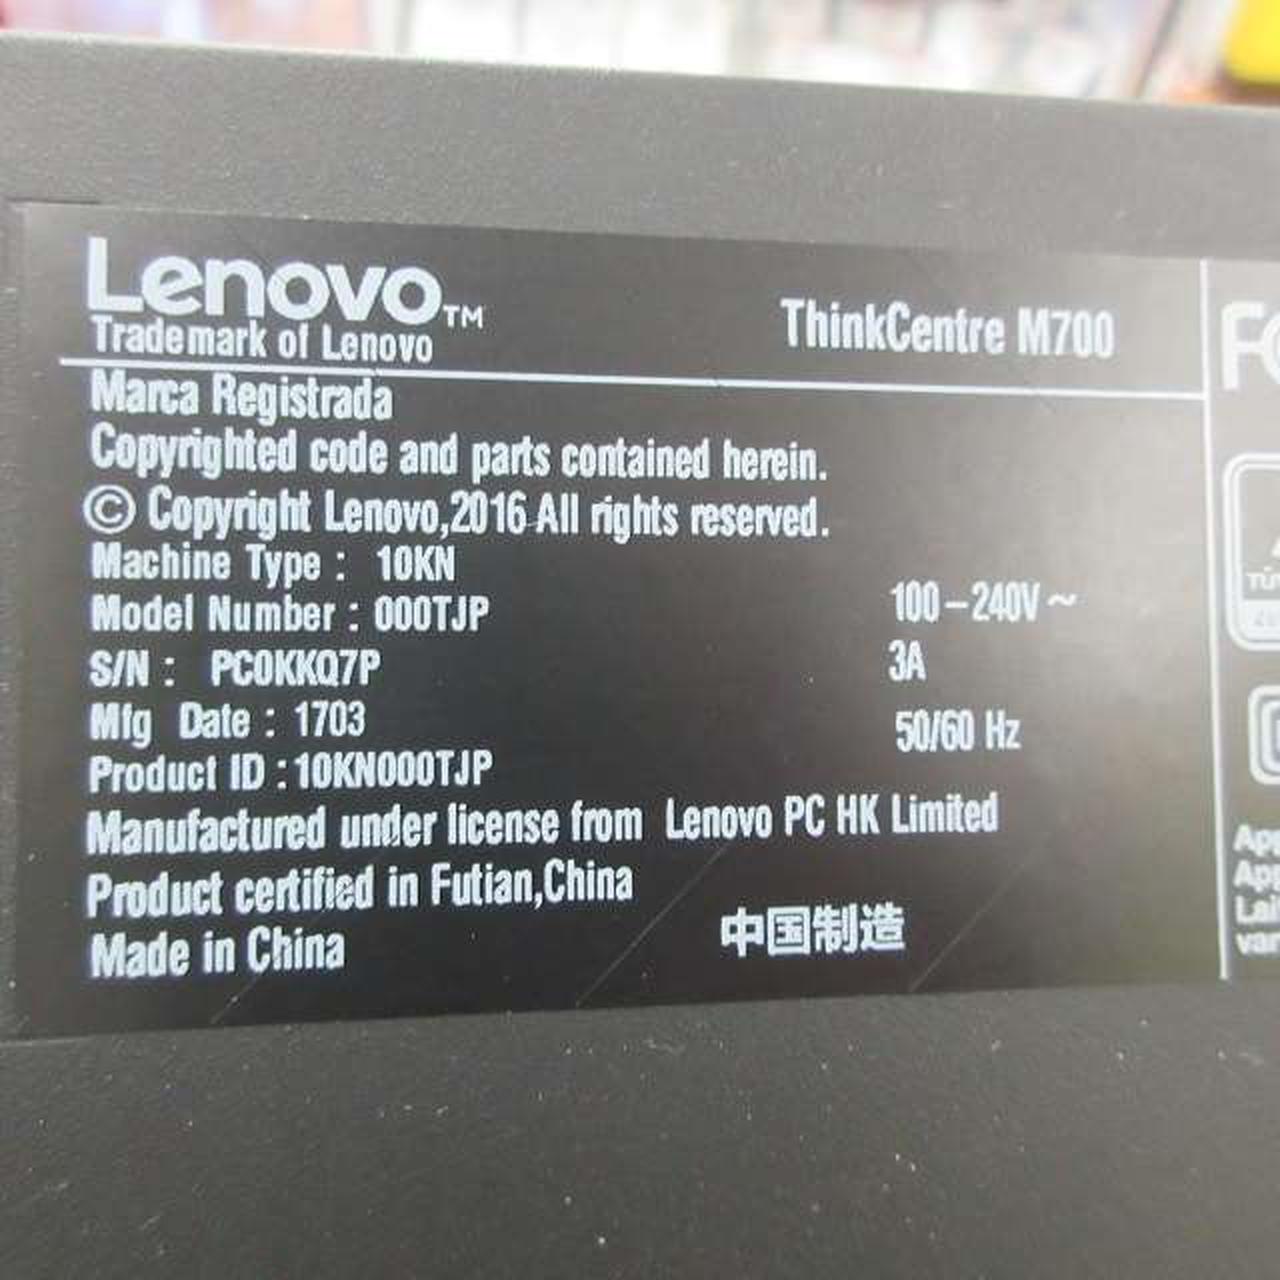 Lenovo™
Trademark of Lenovo
ThinkCentre M700
Marca Registrada
Copyrighted code and parts contained herein.
© Copyright Lenovo,2016 All rights reserved.
Machine Type : 10KN
Model Number : 000TJP
100-240V ~
S/N : PC0KKQ7P
3A
Mfg Date : 1703
50/60 Hz
Product ID :10KN000TJP
Manufactured under license from Lenovo PC HK Limited
Product certified in Futian,China
Made in China
中国制造